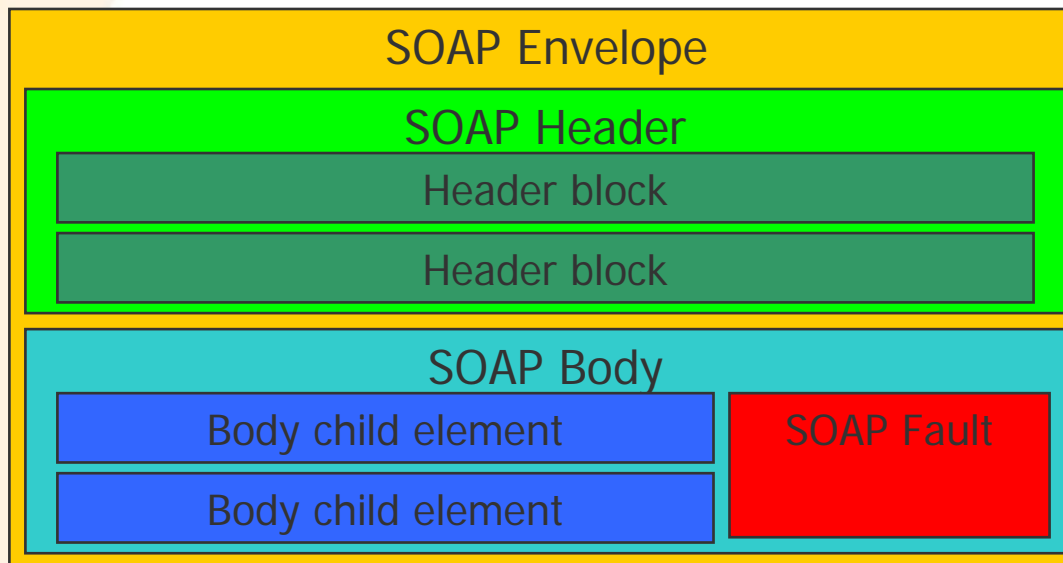 SOAP Envelope
SOAP Header
Header block
Header block
SOAP Body
Body child element
SOAP Fault
Body child element